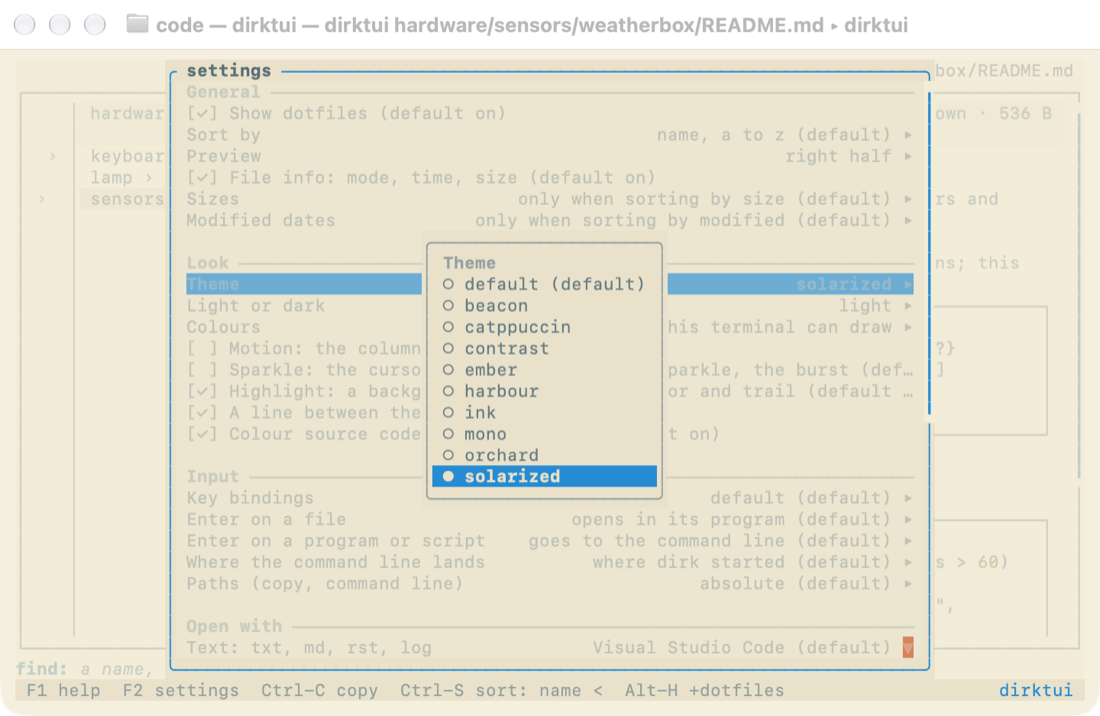 code — dirktui — dirktui hardware/sensors/weatherbox/README.md ▸ dirktui
settings
box/README.md
General
hardwar [✓] Show dotfiles (default on) own · 536 B
Sort by name, a to z (default) ▸
› keyboar Preview right half ▸
lamp › [✓] File info: mode, time, size (default on)
› sensors Sizes only when sorting by size (default) ▸ rs and
Modified dates only when sorting by modified (default) ▸
Look ns; this
Theme solarized ▸
Light or dark light ▸
Colours his terminal can draw ▸
[ ] Motion: the column ?}
[ ] Sparkle: the curso parkle, the burst (def… ]
[✓] Highlight: a backg or and trail (default …
[✓] A line between the
[✓] Colour source code t on)
Theme
○ default (default)
○ beacon
○ catppuccin
○ contrast
○ ember
○ harbour
○ ink
○ mono
○ orchard
● solarized
Input
Key bindings default (default) ▸
Enter on a file opens in its program (default) ▸
Enter on a program or script goes to the command line (default) ▸
Where the command line lands where dirk started (default) ▸ s > 60)
Paths (copy, command line) absolute (default) ▸
",
Open with
Text: txt, md, rst, log Visual Studio Code (default) ▼
find: a name,
F1 help F2 settings Ctrl-C copy Ctrl-S sort: name < Alt-H +dotfiles dirktui